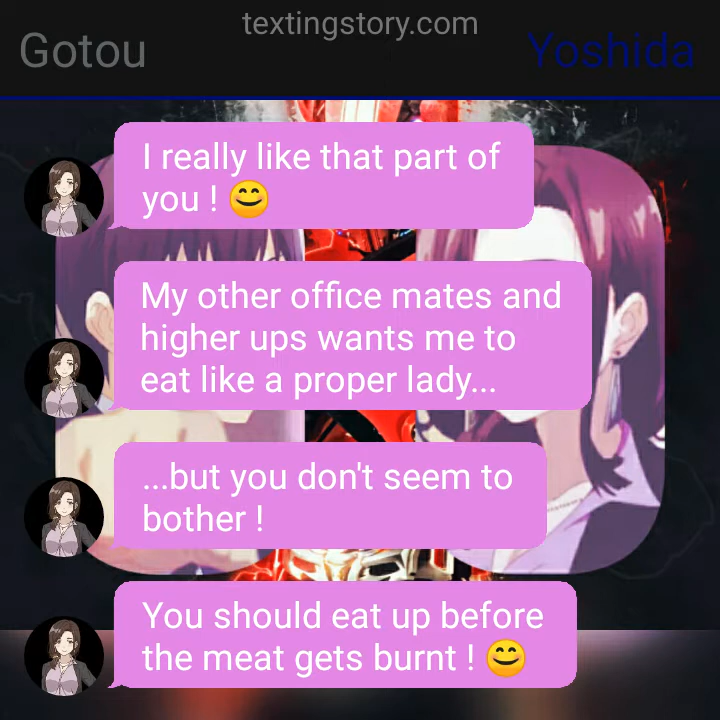 textingstory.com
Gotou
Yoshida
I really like that part of
you ! 😊
My other office mates and
higher ups wants me to
eat like a proper lady...
...but you don't seem to
bother !
You should eat up before
the meat gets burnt ! 😊